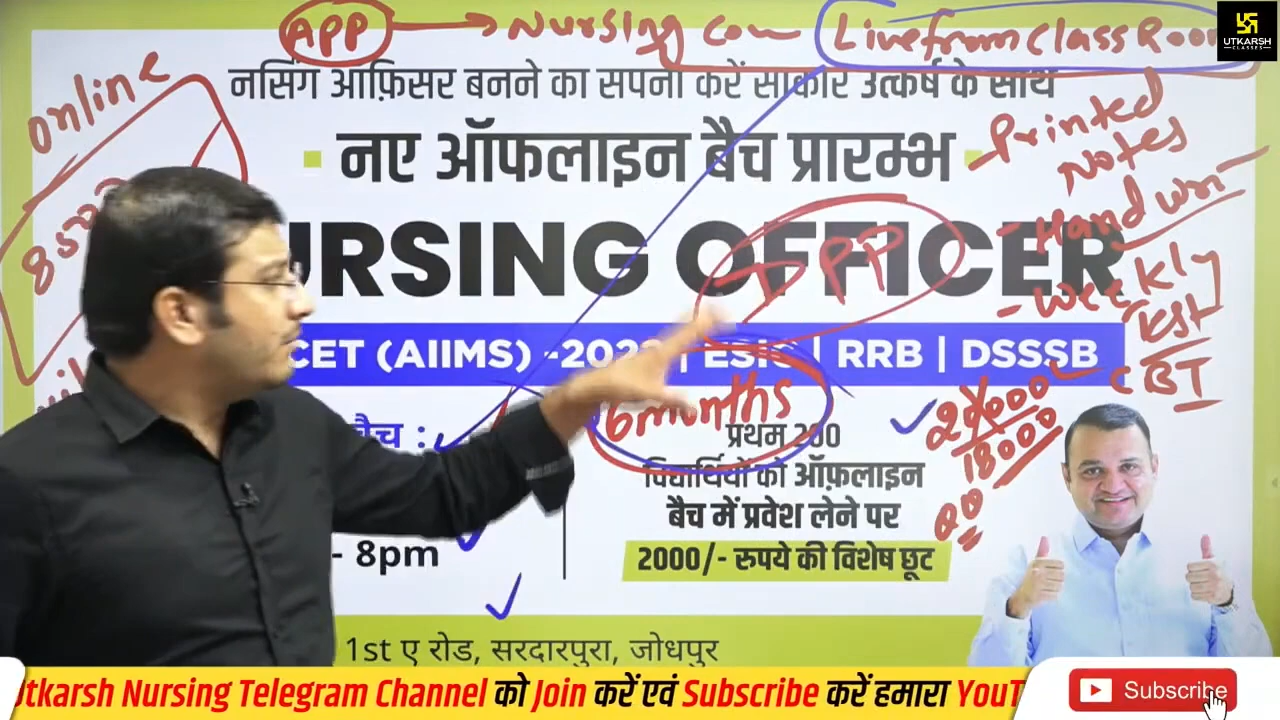 APP → Nursing Live from Class Room
UTKARSH
CLASSES
online
नर्सिंग ऑफ़िसर बनने का सपना करें साकार उत्कर्ष के साथ
नए ऑफलाइन बैच प्रारम्भ
Printed
Notes
- Hand
URSING OFFICER
DPP
- Weekly
CET (AIIMS) - | ESIC | RRB | DSSSB
CBT
बैच :
6 months
प्रथम 200
विद्यार्थियों को ऑफ़लाइन
बैच में प्रवेश लेने पर
2000/- रुपये की विशेष छूट
18000
- 8pm
1st ए रोड, सरदारपुरा, जोधपुर
tkarsh Nursing Telegram Channel को Join करें एवं Subscribe करें हमारा YouT
Subscribe